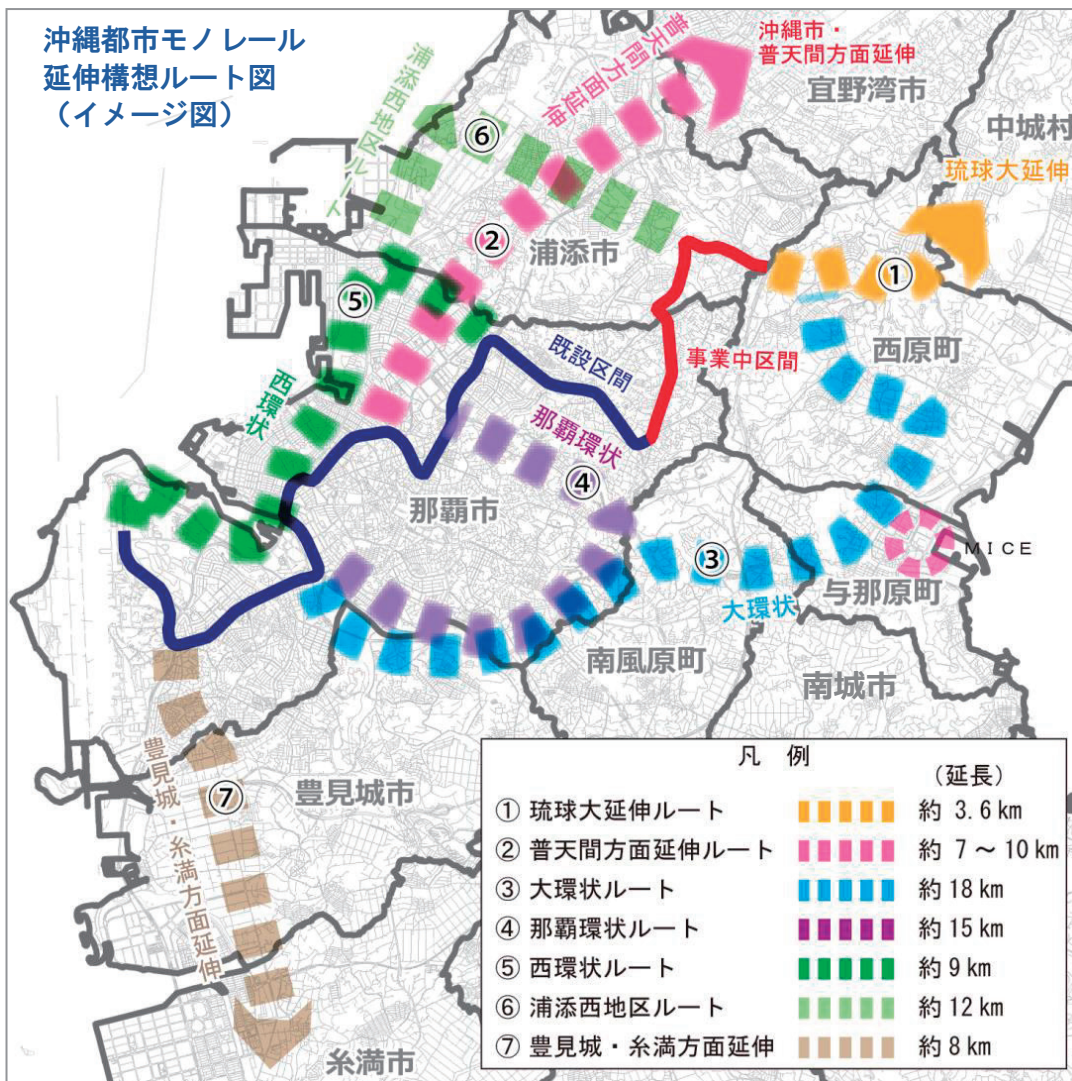 沖縄都市モノレール
延伸構想ルート図
（イメージ図）
浦添西地区ルート
普天間方面延伸
沖縄市・
普天間方面延伸
宜野湾市
中城村
琉球大延伸
⑥
②
浦添市
①
⑤
既設区間
事業中区間
西原町
西環状
那覇環状
④
那覇市
③
MICE
大環状
与那原町
南風原町
南城市
豊見城・糸満方面延伸
⑦
豊見城市
糸満市
凡 例
（延長）
① 琉球大延伸ルート 約 3.6 km
② 普天間方面延伸ルート 約 7 ～ 10 km
③ 大環状ルート 約 18 km
④ 那覇環状ルート 約 15 km
⑤ 西環状ルート 約 9 km
⑥ 浦添西地区ルート 約 12 km
⑦ 豊見城・糸満方面延伸 約 8 km